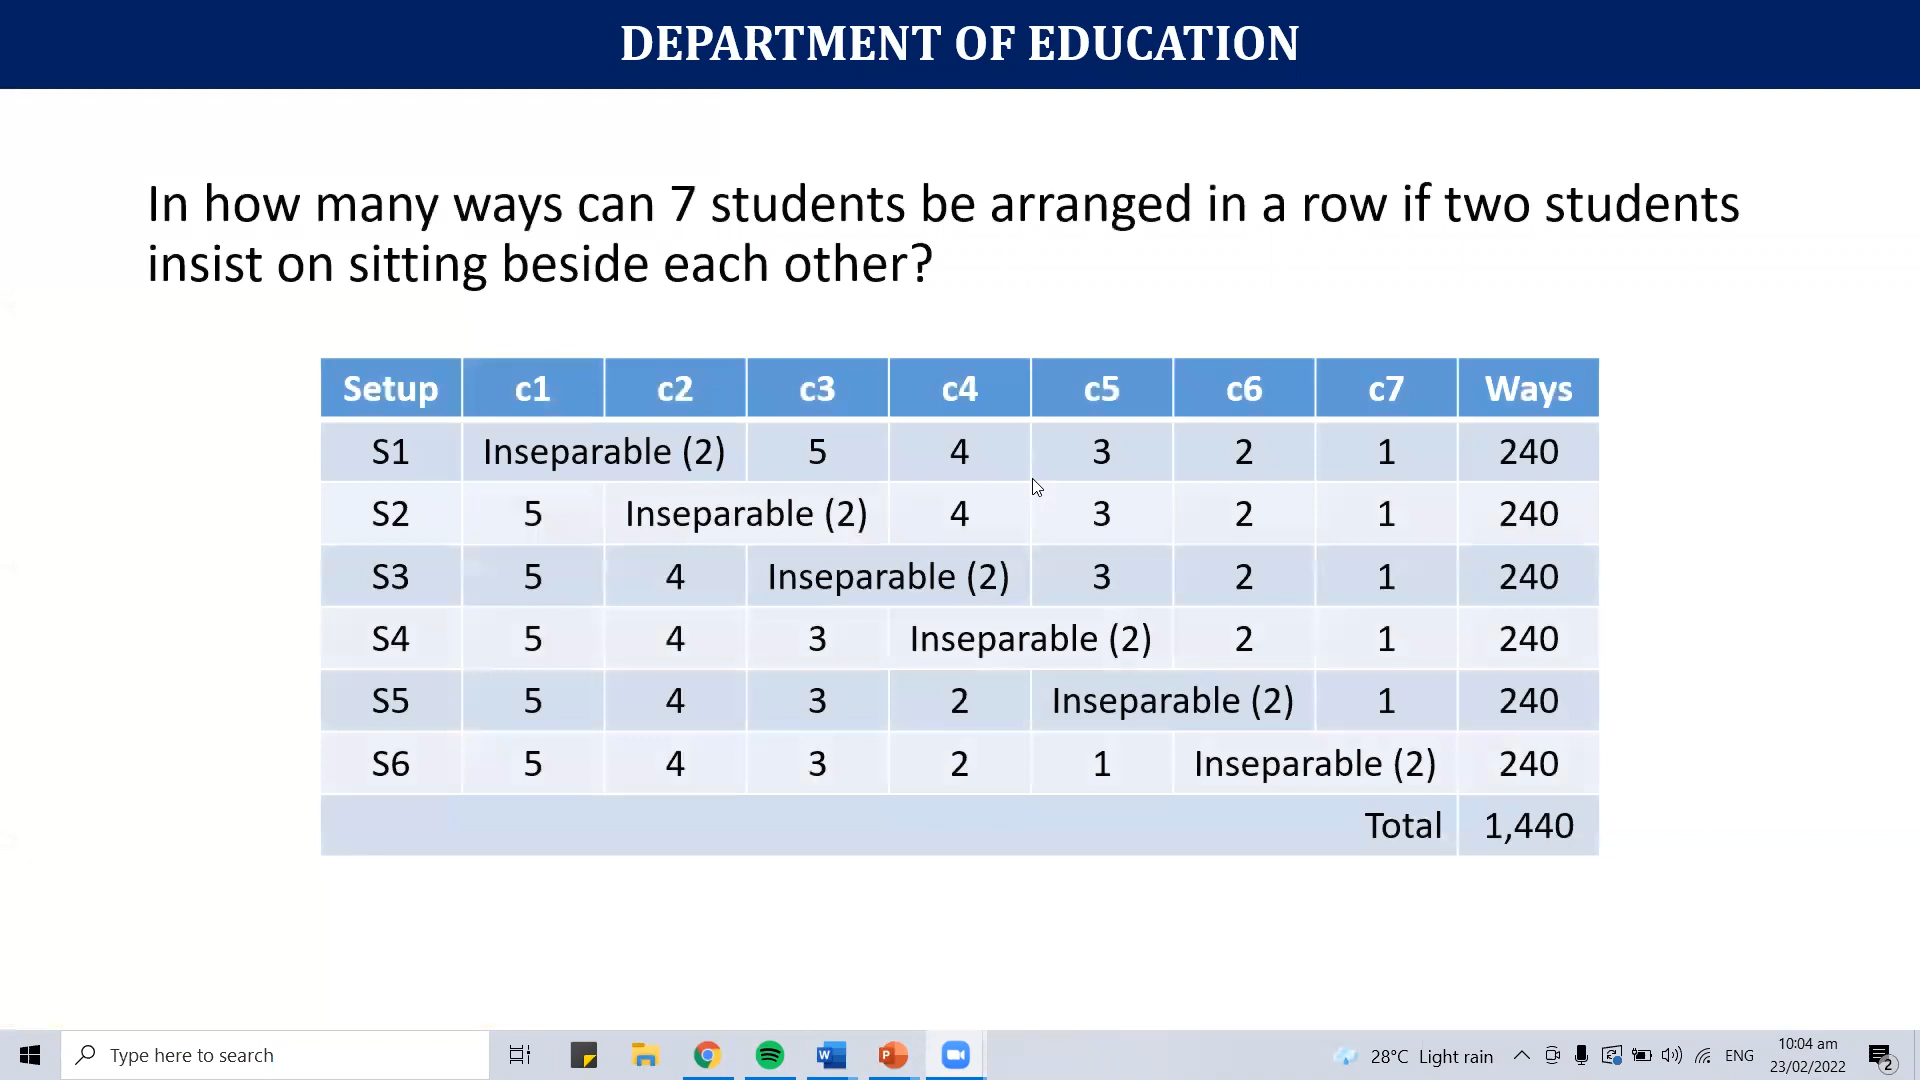 DEPARTMENT OF EDUCATION
In how many ways can 7 students be arranged in a row if two students
insist on sitting beside each other?
Setup c1 c2 c3 c4 c5 c6 c7 Ways
S1 Inseparable (2) 5 4 3 2 1 240
S2 5 Inseparable (2) 4 3 2 1 240
S3 5 4 Inseparable (2) 3 2 1 240
S4 5 4 3 Inseparable (2) 2 1 240
S5 5 4 3 2 Inseparable (2) 1 240
S6 5 4 3 2 1 Inseparable (2) 240
Total 1,440
Type here to search
28°C Light rain
ENG
10:04 am
23/02/2022
2